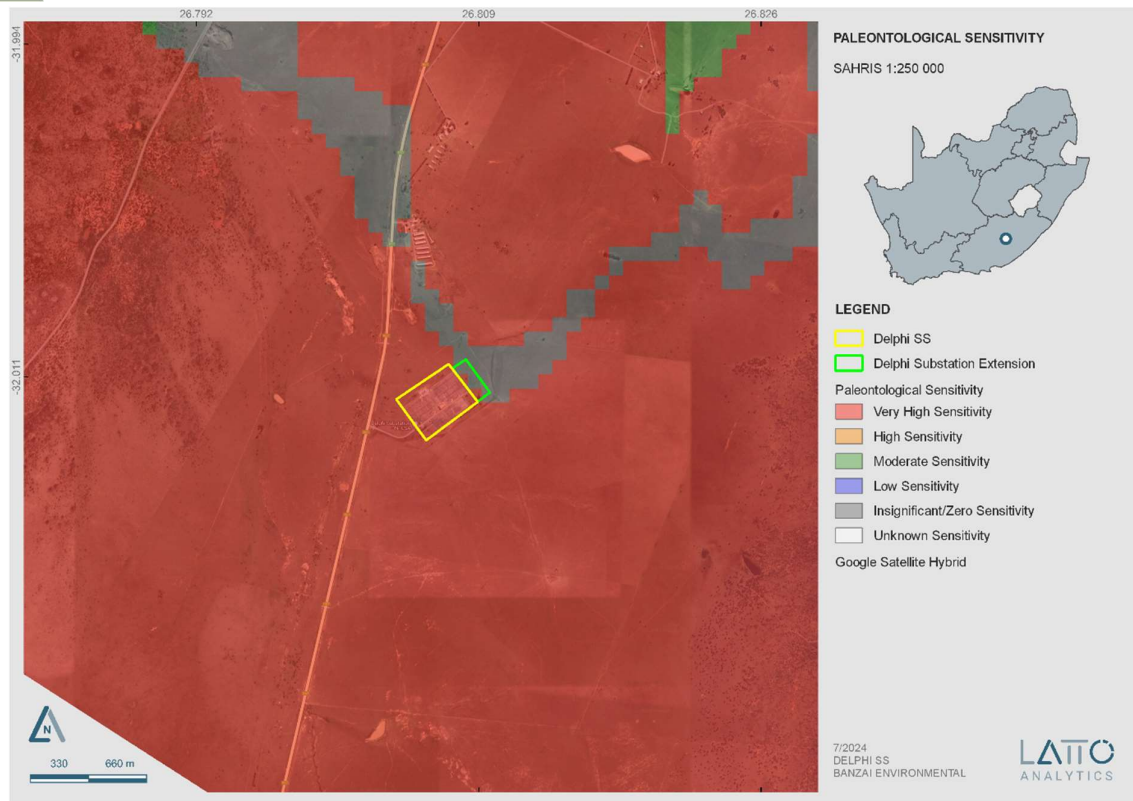 26.792
26.809
26.826
-31.994
-32.011
N
330
660 m
PALEONTOLOGICAL SENSITIVITY
SAHRIS 1:250 000
LEGEND
Delphi SS
Delphi Substation Extension
Paleontological Sensitivity
Very High Sensitivity
High Sensitivity
Moderate Sensitivity
Low Sensitivity
Insignificant/Zero Sensitivity
Unknown Sensitivity
Google Satellite Hybrid
7/2024
DELPHI SS
BANZAI ENVIRONMENTAL
LATTO
ANALYTICS